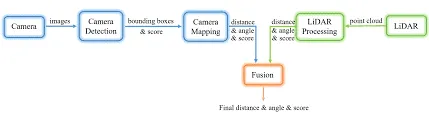 Camera
images
Camera
Detection
bounding boxes
& score
Camera
Mapping
distance
& angle
& score
distance
& angle
& score
LiDAR
Processing
point cloud
LiDAR
Fusion
Final distance & angle & score